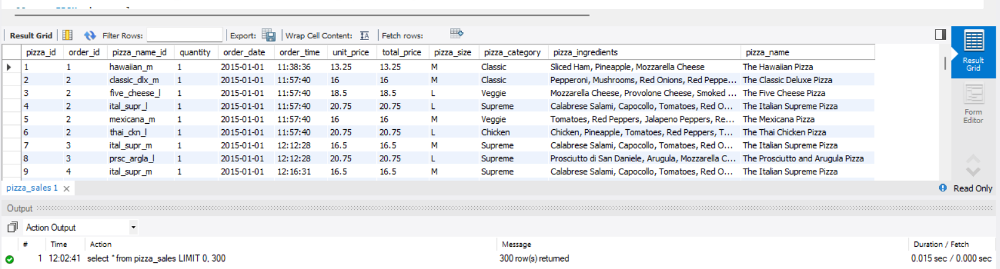 Result Grid Filter Rows: Export: Wrap Cell Content: Fetch rows:
pizza_id order_id pizza_name_id quantity order_date order_time unit_price total_price pizza_size pizza_category pizza_ingredients pizza_name
1 1 hawaiian_m 1 2015-01-01 11:38:36 13.25 13.25 M Classic Sliced Ham, Pineapple, Mozzarella Cheese The Hawaiian Pizza
2 2 classic_dlx_m 1 2015-01-01 11:57:40 16 16 M Classic Pepperoni, Mushrooms, Red Onions, Red Peppe... The Classic Deluxe Pizza
3 2 five_cheese_l 1 2015-01-01 11:57:40 18.5 18.5 L Veggie Mozzarella Cheese, Provolone Cheese, Smoked ... The Five Cheese Pizza
4 2 ital_supr_l 1 2015-01-01 11:57:40 20.75 20.75 L Supreme Calabrese Salami, Capocollo, Tomatoes, Red O... The Italian Supreme Pizza
5 2 mexicana_m 1 2015-01-01 11:57:40 16 16 M Veggie Tomatoes, Red Peppers, Jalapeno Peppers, Re... The Mexicana Pizza
6 2 thai_ckn_l 1 2015-01-01 11:57:40 20.75 20.75 L Chicken Chicken, Pineapple, Tomatoes, Red Peppers, T... The Thai Chicken Pizza
7 3 ital_supr_m 1 2015-01-01 12:12:28 16.5 16.5 M Supreme Calabrese Salami, Capocollo, Tomatoes, Red O... The Italian Supreme Pizza
8 3 prsc_argla_l 1 2015-01-01 12:12:28 20.75 20.75 L Supreme Prosciutto di San Daniele, Arugula, Mozzarella C... The Prosciutto and Arugula Pizza
9 4 ital_supr_m 1 2015-01-01 12:16:31 16.5 16.5 M Supreme Calabrese Salami, Capocollo, Tomatoes, Red O... The Italian Supreme Pizza
Result
Grid
Form
Editor
pizza_sales 1 Read Only
Output
Action Output
# Time Action Message Duration / Fetch
1 12:02:41 select * from pizza_sales LIMIT 0, 300 300 row(s) returned 0.015 sec / 0.000 sec